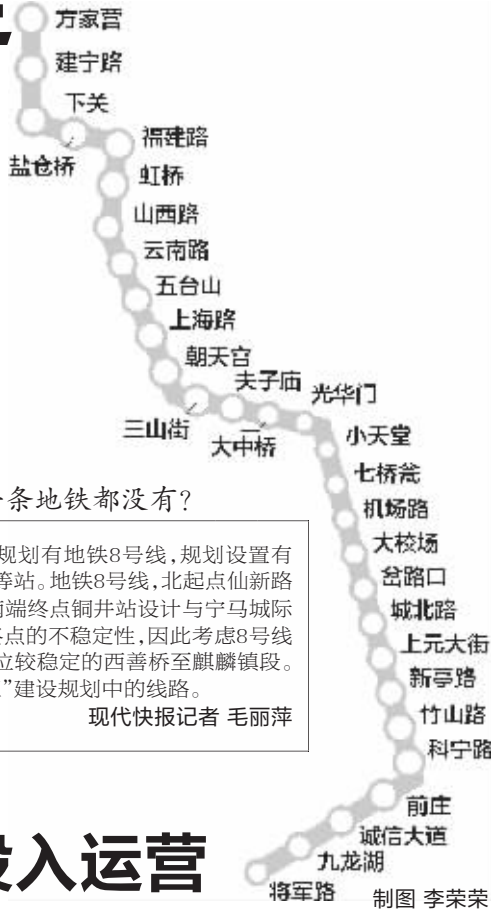 方家营
建宁路
下关
盐仓桥
福建路
虹桥
山西路
云南路
五台山
上海路
朝天宫
三山街
夫子庙
大中桥
光华门
小天堂
七桥瓮
机场路
大校场
岔路口
城北路
上元大街
新亭路
竹山路
科宁路
前庄
诚信大道
九龙湖
将军路
制图 李荣荣
条地铁都没有?
规划有地铁8号线,规划设置有
等站。地铁8号线,北起点仙新路
南端终点铜井站设计与宁马城际
点的不稳定性,因此考虑8号线
位较稳定的西善桥至麒麟镇段。
”建设规划中的线路。
现代快报记者 毛丽萍
投入运营